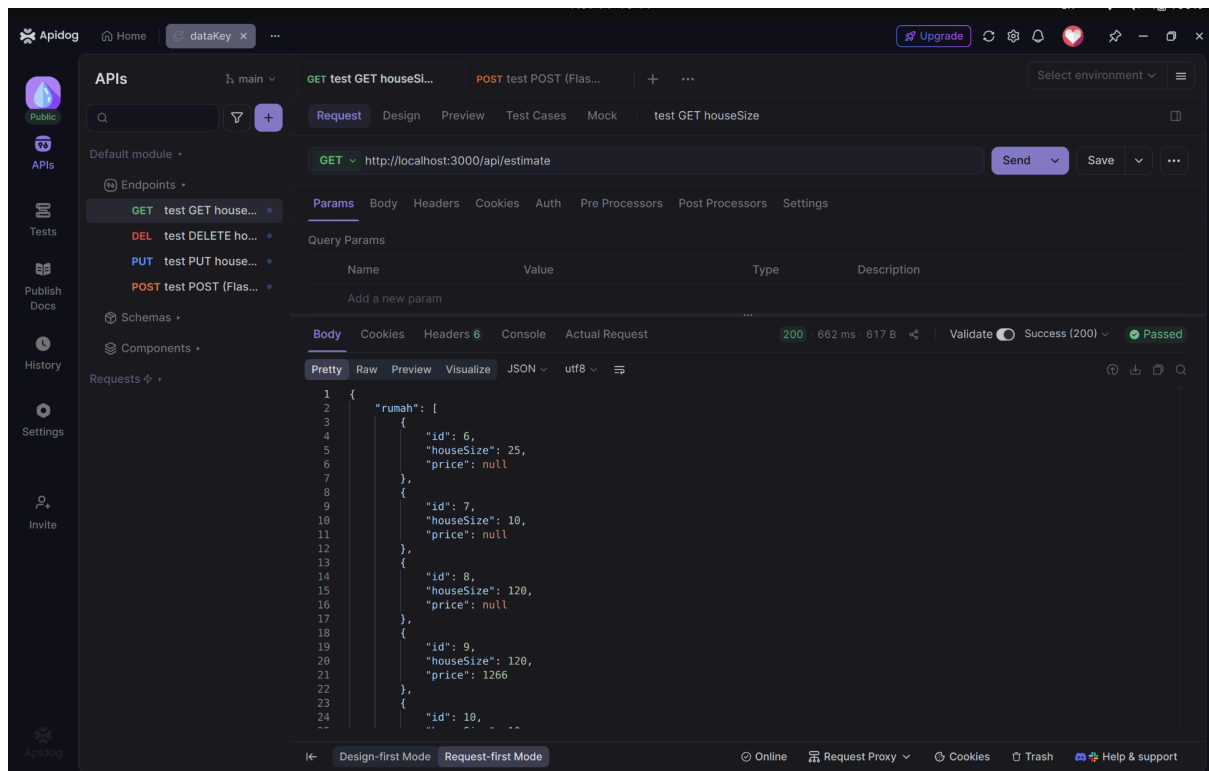 Apidog Home dataKey × ... Upgrade
APIs main
GET test GET houseSi... POST test POST (Flas... + ... Select environment
Public
Request Design Preview Test Cases Mock test GET houseSize
APIs
Default module
GET http://localhost:3000/api/estimate Send Save ...
Endpoints
GET test GET house...
Params Body Headers Cookies Auth Pre Processors Post Processors Settings
Tests
DEL test DELETE ho...
Query Params
PUT test PUT house...
Name Value Type Description
Publish Docs
POST test POST (Flas...
Add a new param
Schemas
Body Cookies Headers 6 Console Actual Request 200 662 ms 617 B Validate Success (200) Passed
Components
History
Requests
Pretty Raw Preview Visualize JSON utf8
1 {
2 "rumah": [
3 {
4 "id": 6,
5 "houseSize": 25,
6 "price": null
7 },
8 {
9 "id": 7,
10 "houseSize": 10,
11 "price": null
12 },
13 {
14 "id": 8,
15 "houseSize": 120,
16 "price": null
17 },
18 {
19 "id": 9,
20 "houseSize": 120,
21 "price": 1266
22 },
23 {
24 "id": 10,
Settings
Invite
Apidog
Design-first Mode Request-first Mode Online Request Proxy Cookies Trash Help & support